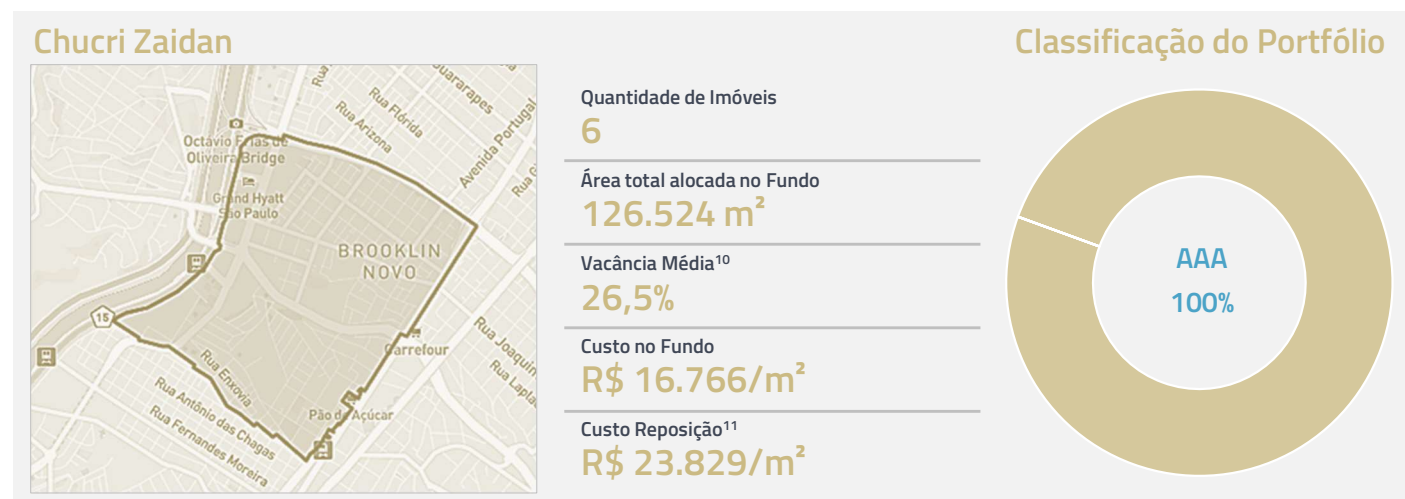 Chucri Zaidan
Classificação do Portfólio
Guararapes
Rua Flórida
Rua Arizona
Avenida Portugal
Octávio Frias de
Oliveira Bridge
Grand Hyatt
São Paulo
BROOKLIN
NOVO
15
Carrefour
Rua Joaquim
Rua Enxovia
Rua Antônio das Chagas
Rua Fernandes Moreira
Pão de Açúcar
Quantidade de Imóveis
6
Área total alocada no Fundo
126.524 m²
Vacância Média¹⁰
26,5%
Custo no Fundo
R$ 16.766/m²
Custo Reposição¹¹
R$ 23.829/m²
AAA
100%